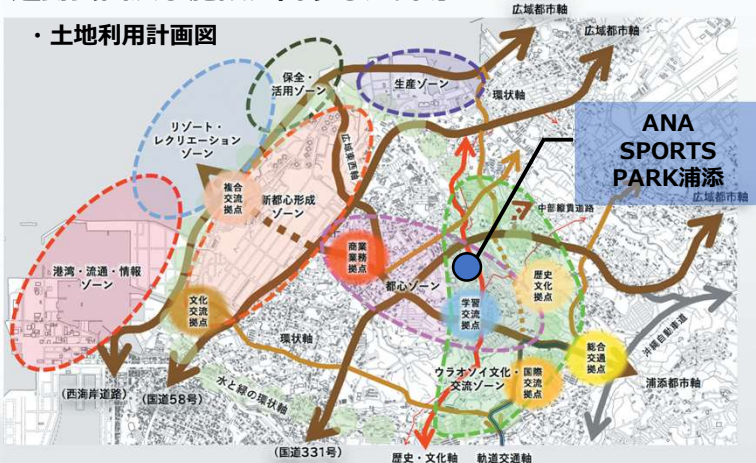 ・土地利用計画図
広域都市軸
広域都市軸
保全・
活用ゾーン
生産ゾーン
環状軸
リゾート・
レクリエーション
ゾーン
広域東西軸
ANA
SPORTS
PARK浦添
複合
交流
拠点
新都心形成
ゾーン
中部縦貫道路
広域都市軸
商業
業務
拠点
港湾・流通・情報
ゾーン
都心ゾーン
歴史
文化
拠点
文化
交流
拠点
学習
交流
拠点
環状軸
総合
交通
拠点
沖縄自動車道
ウラオソイ文化・
交流ゾーン
国際
交流
拠点
水と緑の環状軸
(西海岸道路)
(国道58号)
浦添都市軸
(国道331号)
歴史・文化軸
軌道交通軸